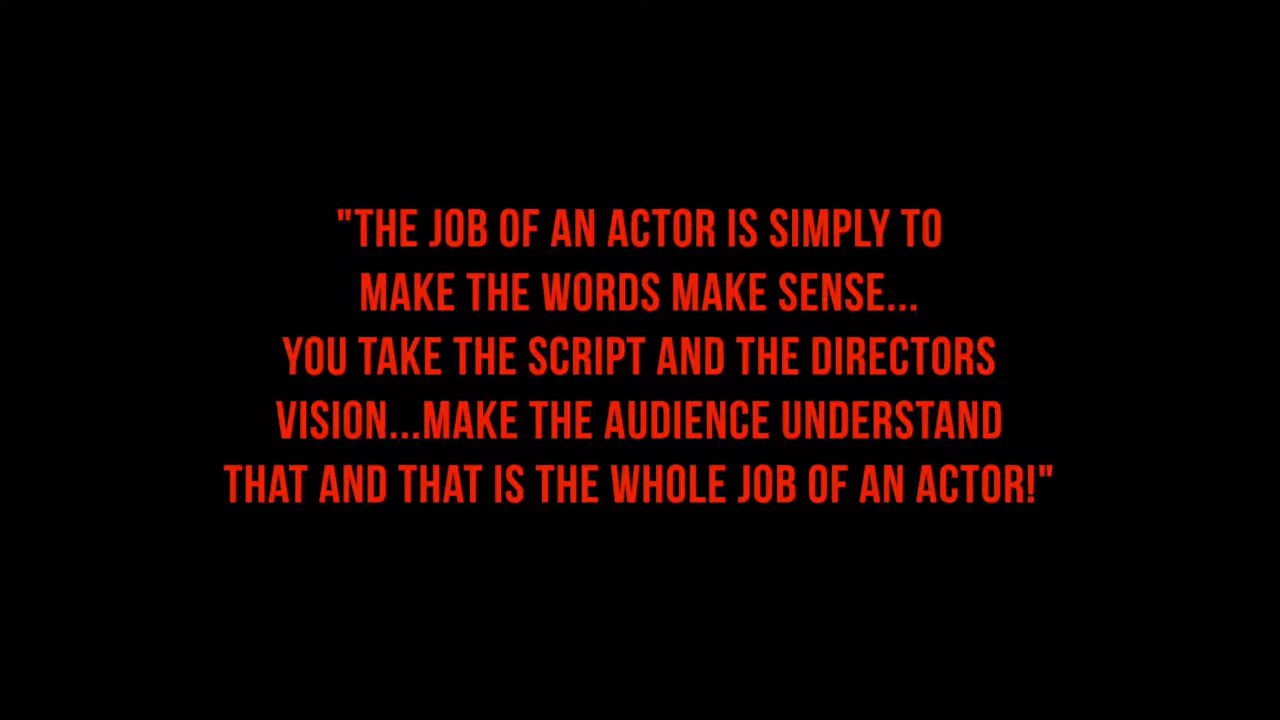 "THE JOB OF AN ACTOR IS SIMPLY TO
MAKE THE WORDS MAKE SENSE...
YOU TAKE THE SCRIPT AND THE DIRECTORS
VISION...MAKE THE AUDIENCE UNDERSTAND
THAT AND THAT IS THE WHOLE JOB OF AN ACTOR!"